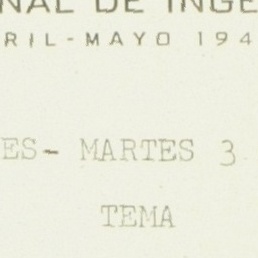 NAL DE INGE
RIL - MAYO 194
ES- MARTES 3
TEMA